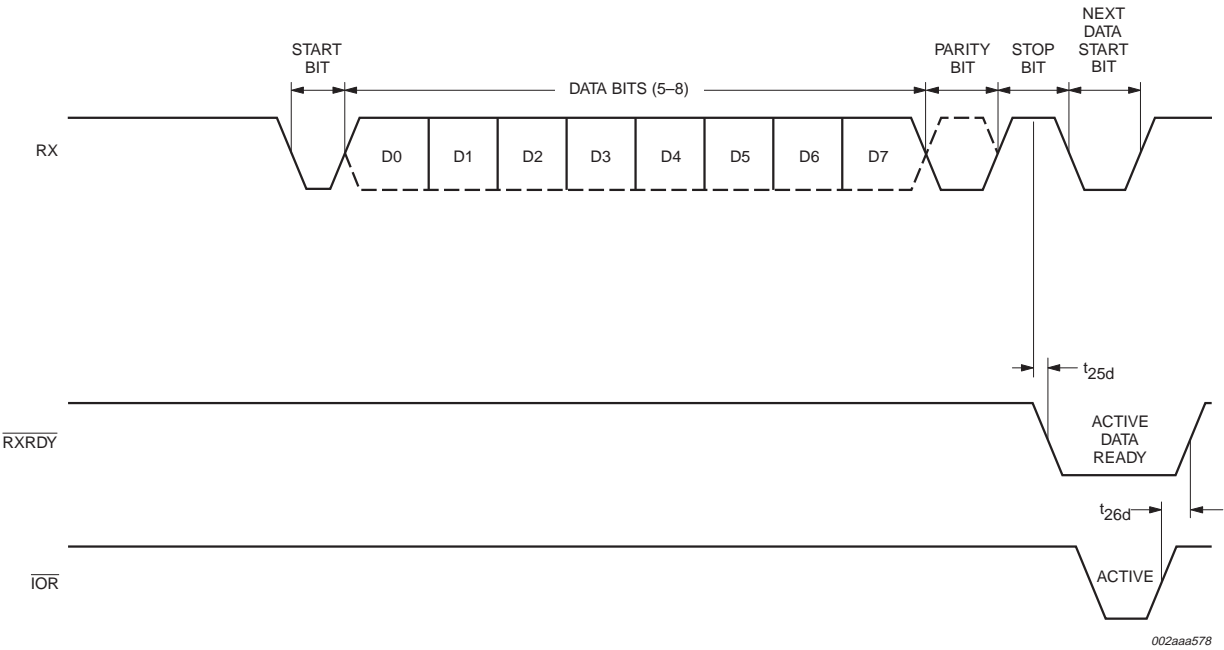 START
BIT
DATA BITS (5–8)
PARITY
BIT
STOP
BIT
NEXT
DATA
START
BIT
RX
D0 D1 D2 D3 D4 D5 D6 D7
t25d
RXRDY
ACTIVE
DATA
READY
t26d
IOR
ACTIVE
002aaa578